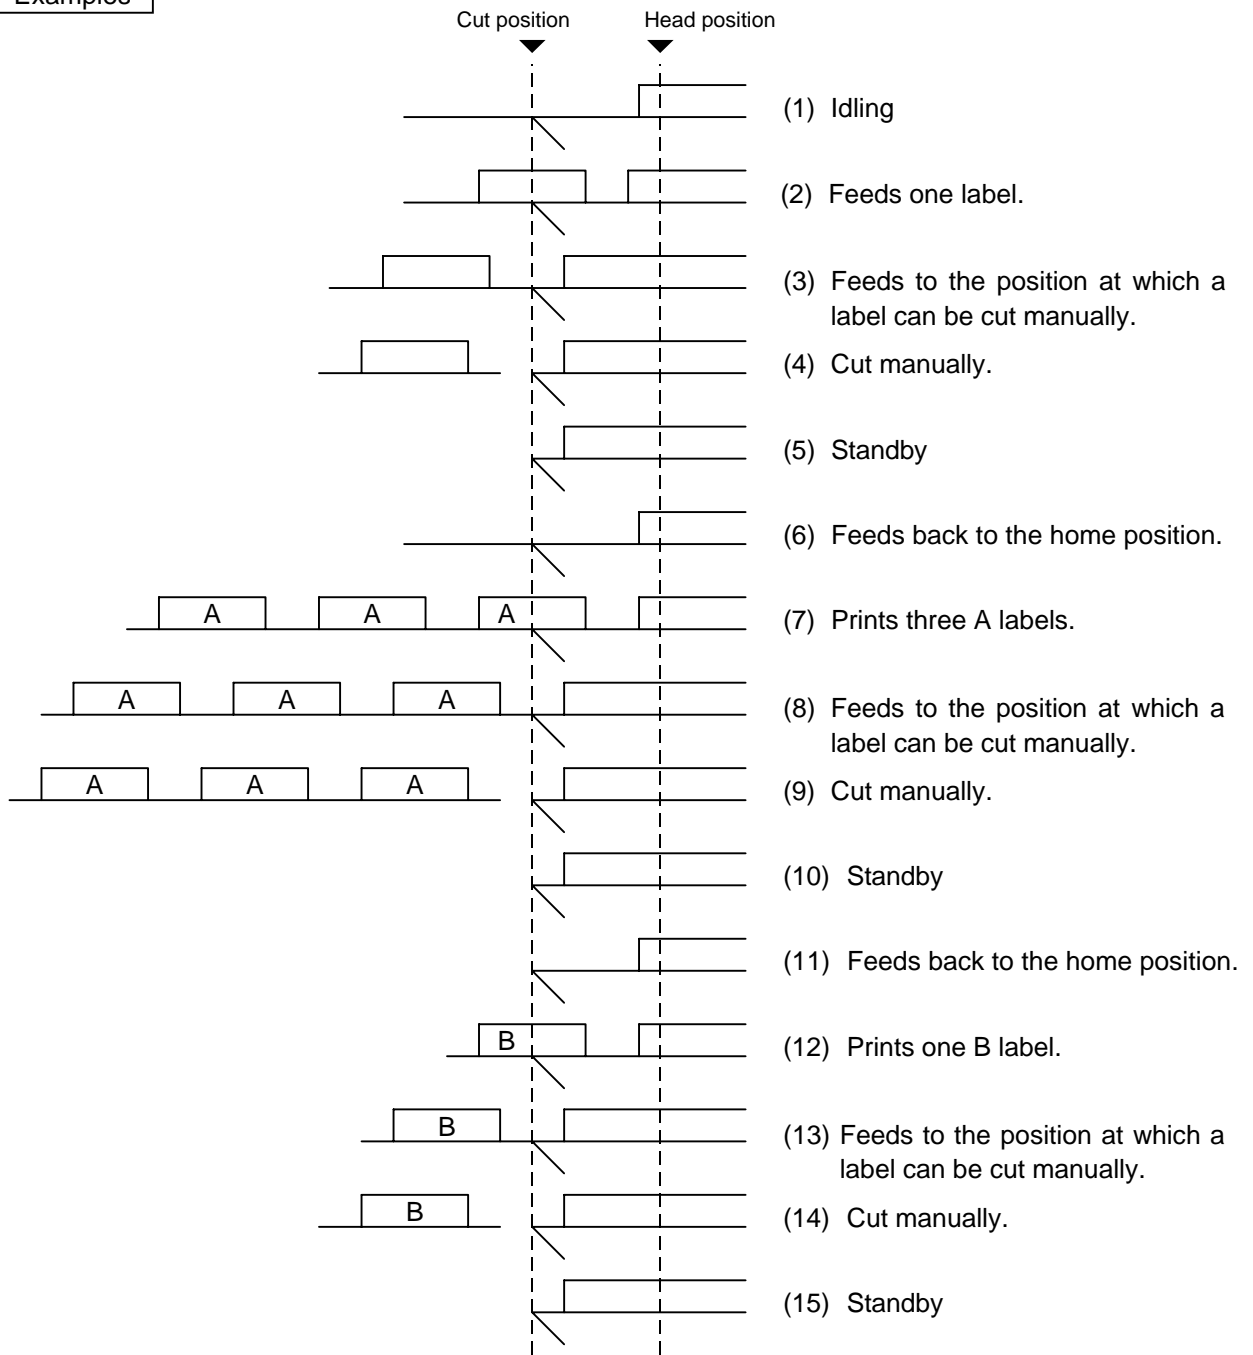 Examples
Cut position Head position
(1) Idling
(2) Feeds one label.
(3) Feeds to the position at which a
label can be cut manually.
(4) Cut manually.
(5) Standby
(6) Feeds back to the home position.
A A A
(7) Prints three A labels.
A A A
(8) Feeds to the position at which a
label can be cut manually.
A A A
(9) Cut manually.
(10) Standby
(11) Feeds back to the home position.
B
(12) Prints one B label.
B
(13) Feeds to the position at which a
label can be cut manually.
B
(14) Cut manually.
(15) Standby